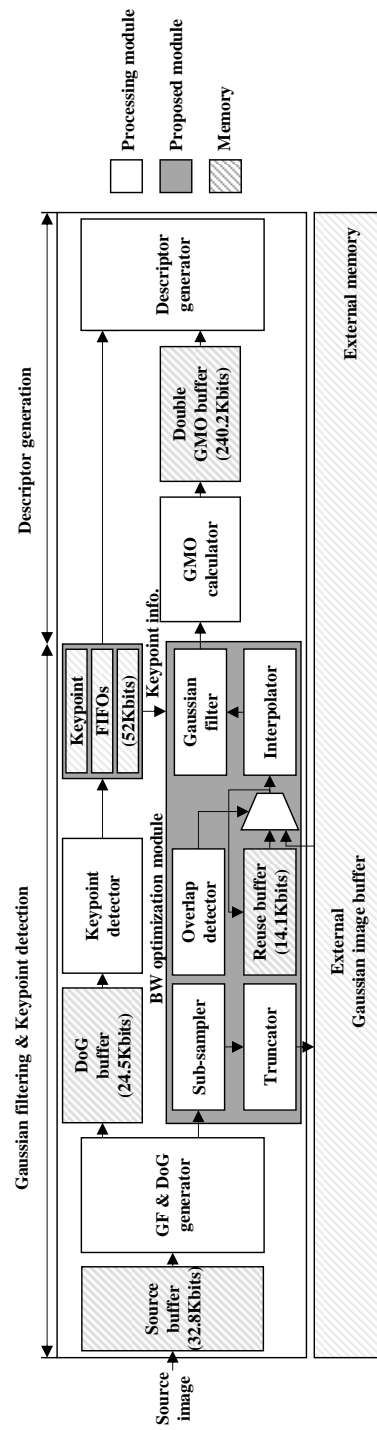 Gaussian filtering & Keypoint detection
Descriptor generation
Source
image
Source
buffer
(32.8Kbits)
GF & DoG
generator
DoG
buffer
(24.5Kbits)
Keypoint
detector
Keypoint
FIFOs
(52Kbits)
Keypoint info.
BW optimization module
Sub-sampler
Truncator
Overlap
detector
Reuse buffer
(14.1Kbits)
Gaussian
filter
Interpolator
GMO
calculator
Double
GMO buffer
(240.2Kbits)
Descriptor
generator
External
Gaussian image buffer
External memory
Processing module
Proposed module
Memory